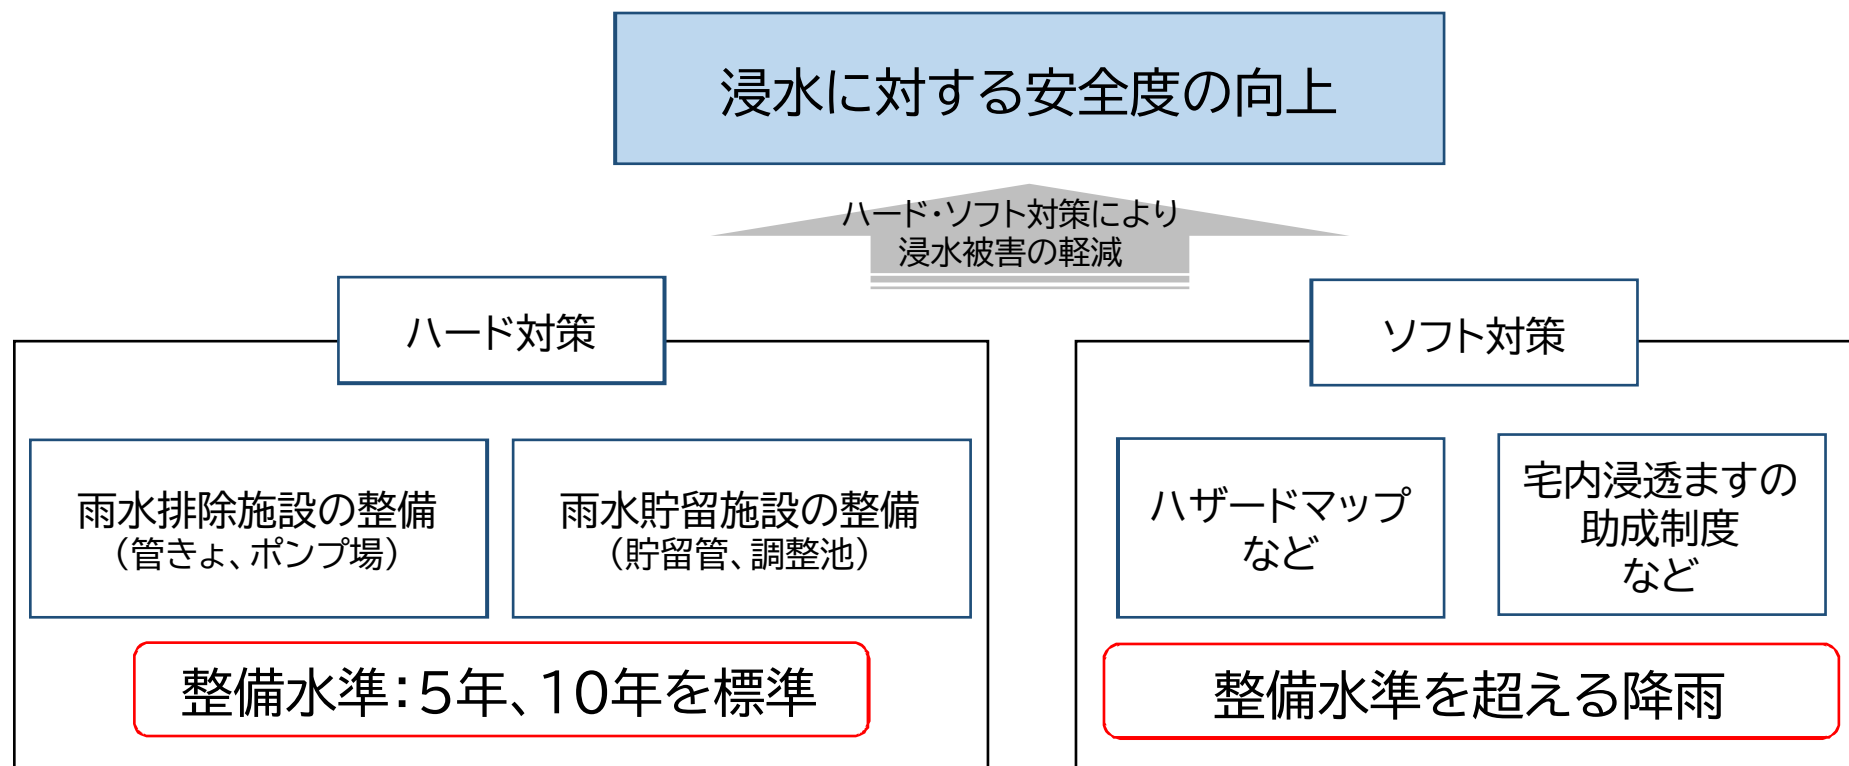 浸水に対する安全度の向上
ハード・ソフト対策により
浸水被害の軽減
ハード対策
雨水排除施設の整備
（管きょ、ポンプ場）
雨水貯留施設の整備
（貯留管、調整池）
整備水準：5年、10年を標準
ソフト対策
ハザードマップ
など
宅内浸透ますの
助成制度
など
整備水準を超える降雨